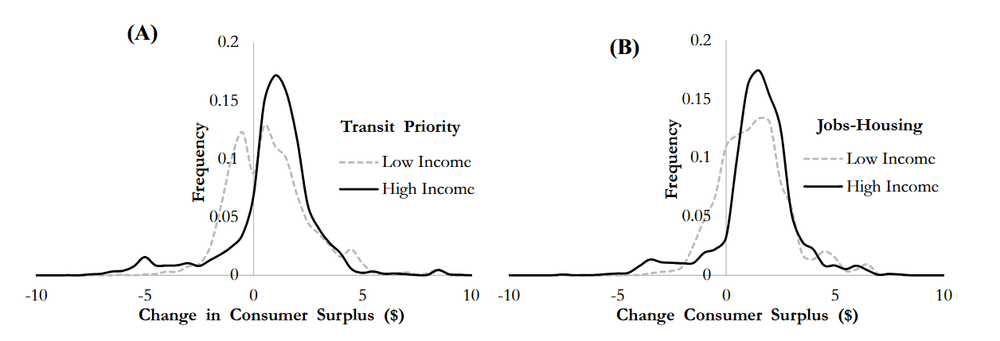 (A)
0.2
0.15
0.1
0.05
0
Frequency
Transit Priority
Low Income
High Income
-10 -5 0 5 10
Change in Consumer Surplus ($)
(B)
0.2
0.15
0.1
0.05
0
Frequency
Jobs-Housing
Low Income
High Income
-10 -5 0 5 10
Change Consumer Surplus ($)